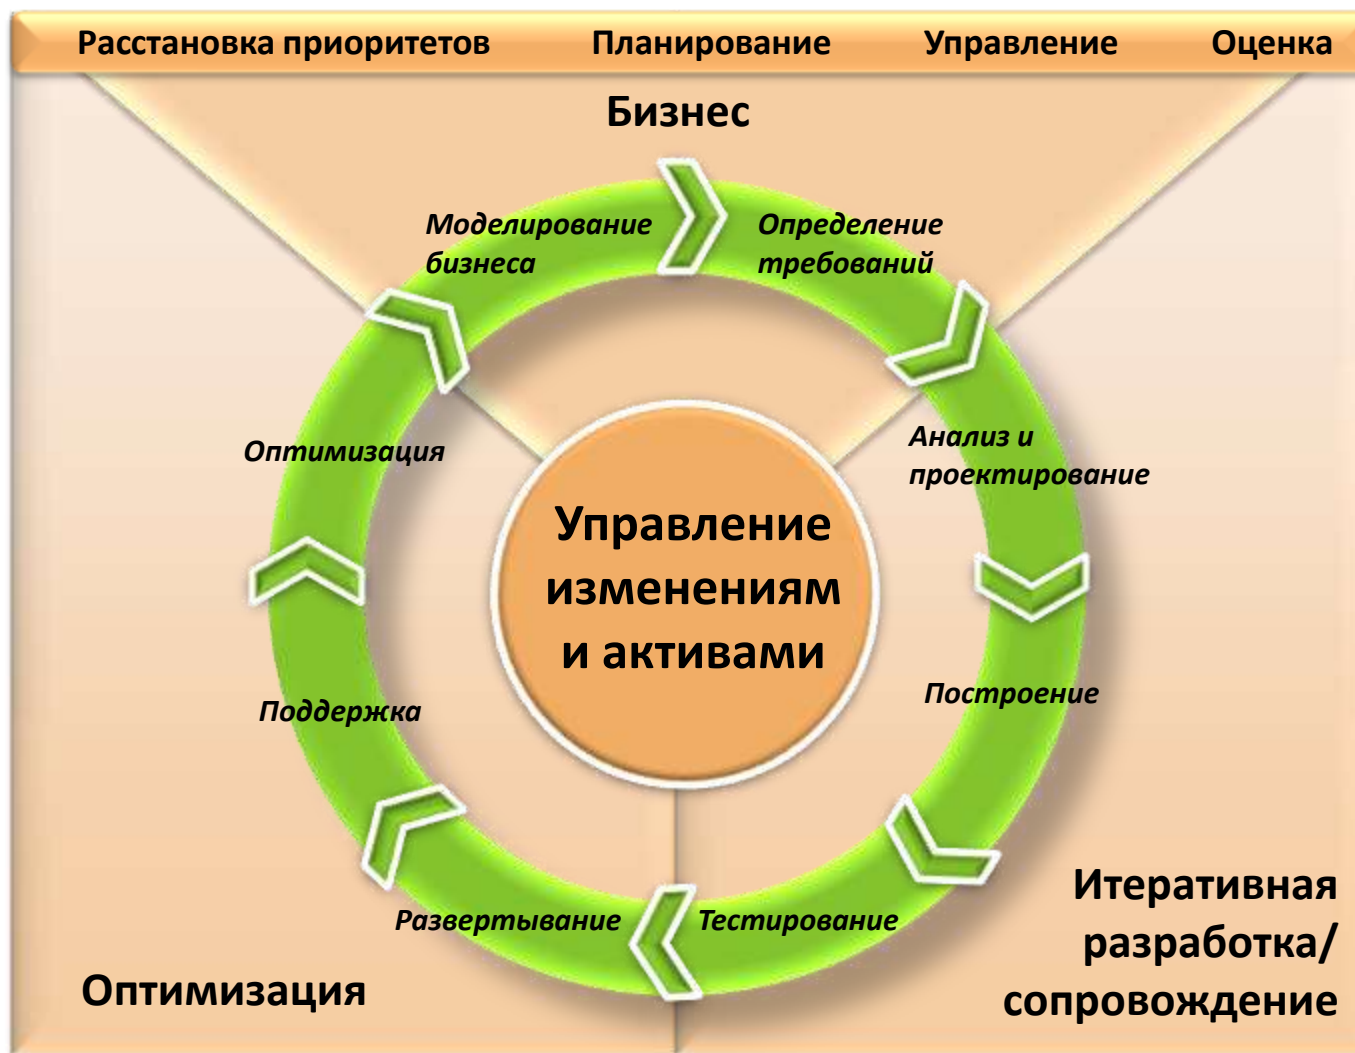 Расстановка приоритетов Планирование Управление Оценка
Бизнес
Моделирование
бизнеса
Определение
требований
Оптимизация
Анализ и
проектирование
Управление
изменениям
и активами
Поддержка
Построение
Развертывание
Тестирование
Оптимизация
Итеративная
разработка/
сопровождение